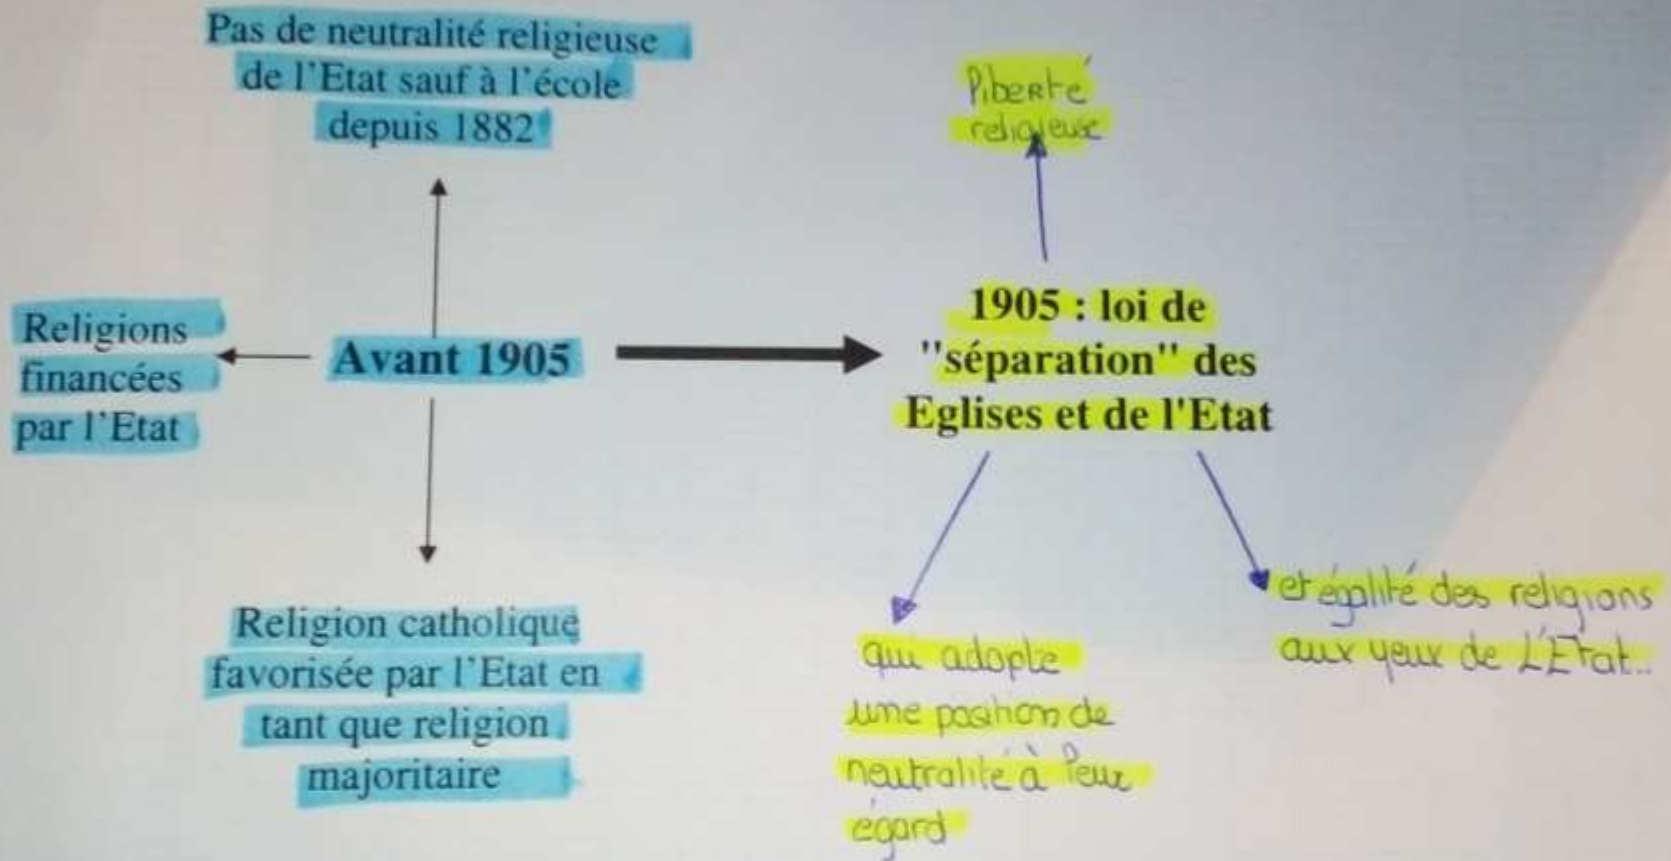 Pas de neutralité religieuse
de l'Etat sauf à l'école
depuis 1882
Religions
financées
par l'Etat
Avant 1905
Religion catholique
favorisée par l'Etat en
tant que religion
majoritaire
liberté
religieuse
1905 : loi de
"séparation" des
Eglises et de l'Etat
qui adopte
une position de
neutralité à leur
égard
et égalité des religions
aux yeux de L'Etat...